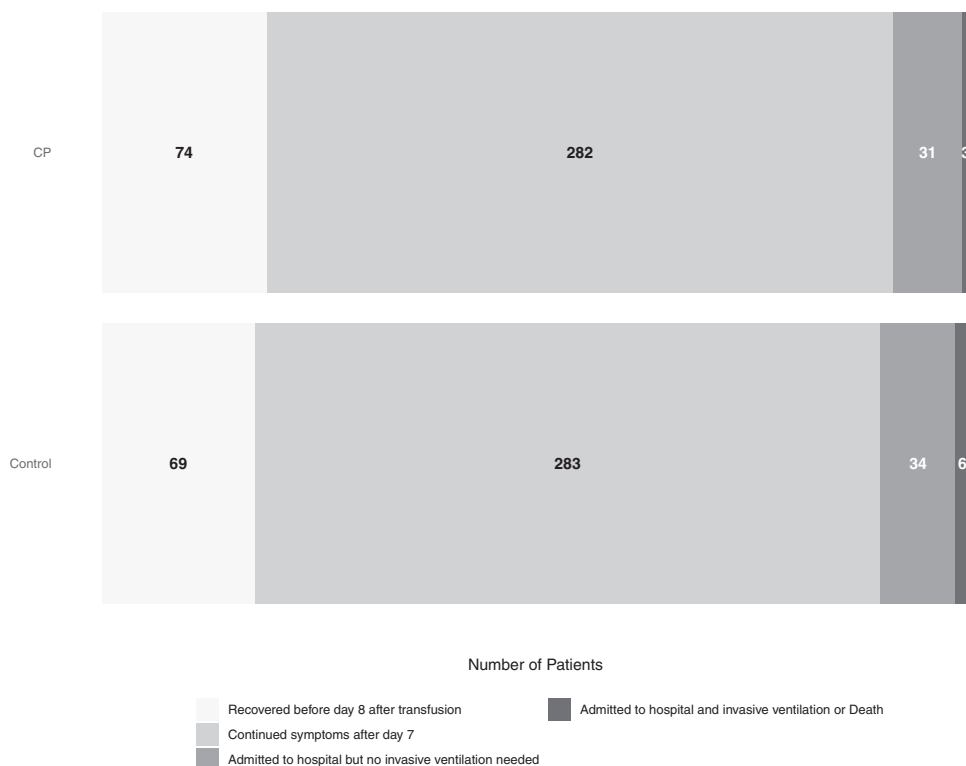 CP
74
282
31
3
Control
69
283
34
6
Number of Patients
Recovered before day 8 after transfusion
Continued symptoms after day 7
Admitted to hospital but no invasive ventilation needed
Admitted to hospital and invasive ventilation or Death